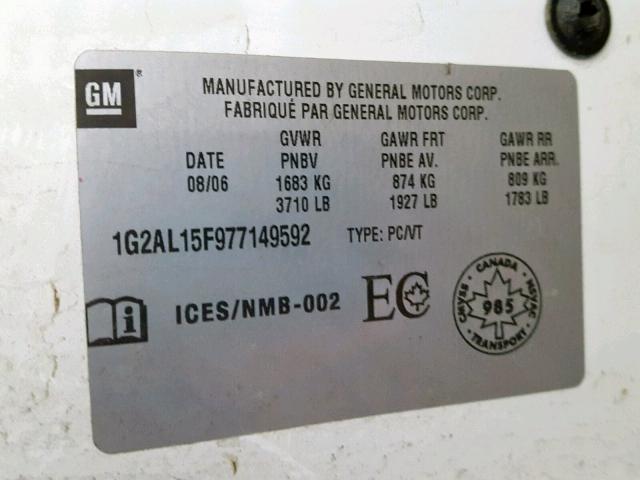 GM
MANUFACTURED BY GENERAL MOTORS CORP.
FABRIQUÉ PAR GENERAL MOTORS CORP.
GVWR GAWR FRT GAWR RR
DATE PNBV PNBE AV. PNBE ARR.
08/06 1683 KG 874 KG 809 KG
3710 LB 1927 LB 1783 LB
1G2AL15F977149592 TYPE: PC/VT
i ICES/NMB-002 EC
CANADA
CMVSS 985 NSVAC
TRANSPORT